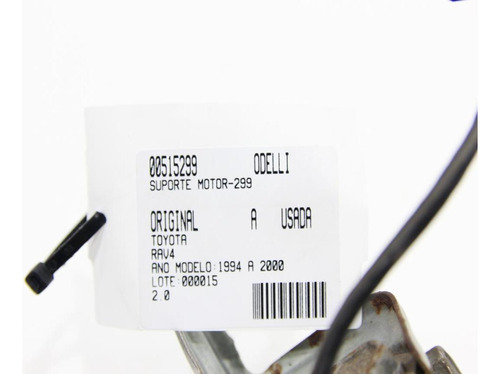 00515299 ODELLI
SUPORTE MOTOR-299
ORIGINAL A USADA
TOYOTA
RAV4
ANO MODELO:1994 A 2000
LOTE:000015
2.0